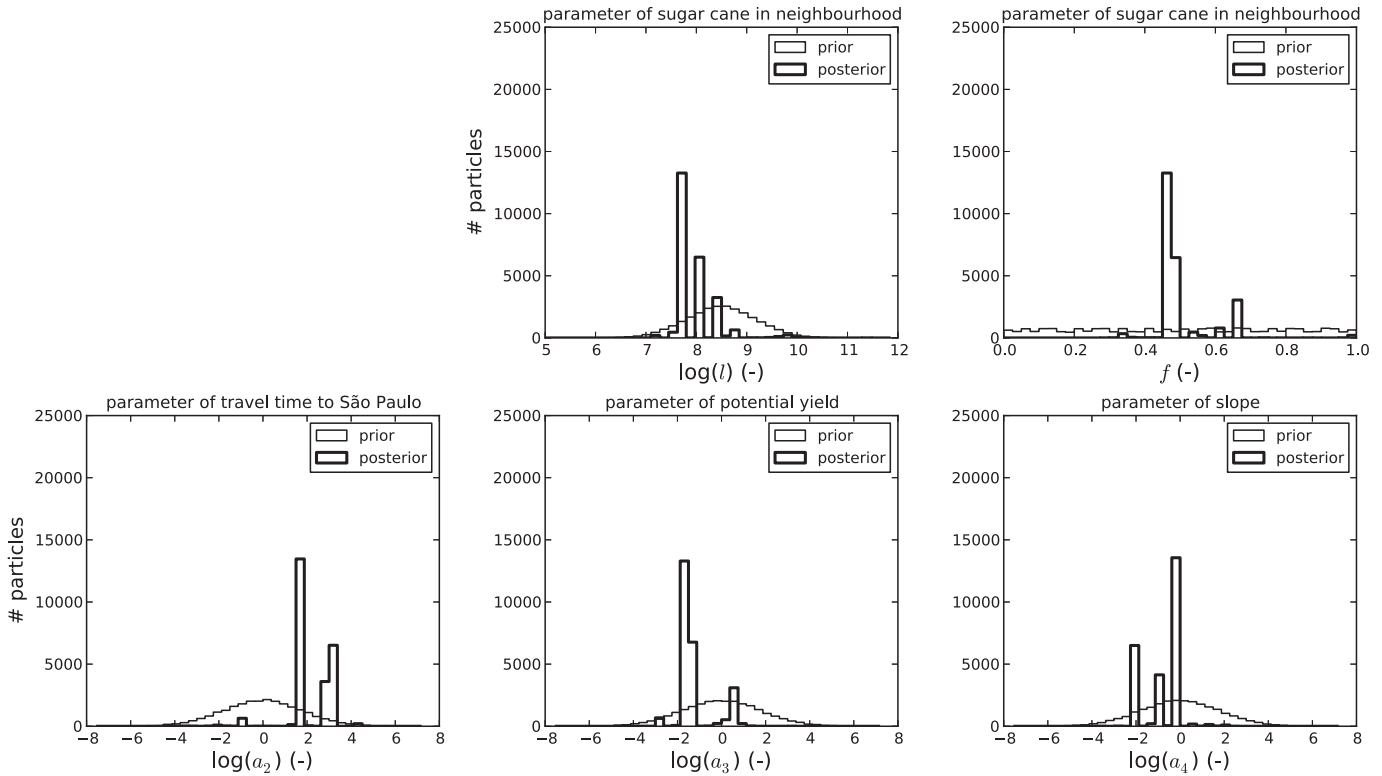 parameter of sugar cane in neighbourhood
25000
20000
15000
10000
5000
0
# particles
prior
posterior
5 6 7 8 9 10 11 12
log(l) (-)
parameter of sugar cane in neighbourhood
25000
20000
15000
10000
5000
0
prior
posterior
0.0 0.2 0.4 0.6 0.8 1.0
f (-)
parameter of travel time to São Paulo
25000
20000
15000
10000
5000
0
# particles
prior
posterior
−8 −6 −4 −2 0 2 4 6 8
log(a₂) (-)
parameter of potential yield
25000
20000
15000
10000
5000
0
prior
posterior
−8 −6 −4 −2 0 2 4 6 8
log(a₃) (-)
parameter of slope
25000
20000
15000
10000
5000
0
prior
posterior
−8 −6 −4 −2 0 2 4 6 8
log(a₄) (-)